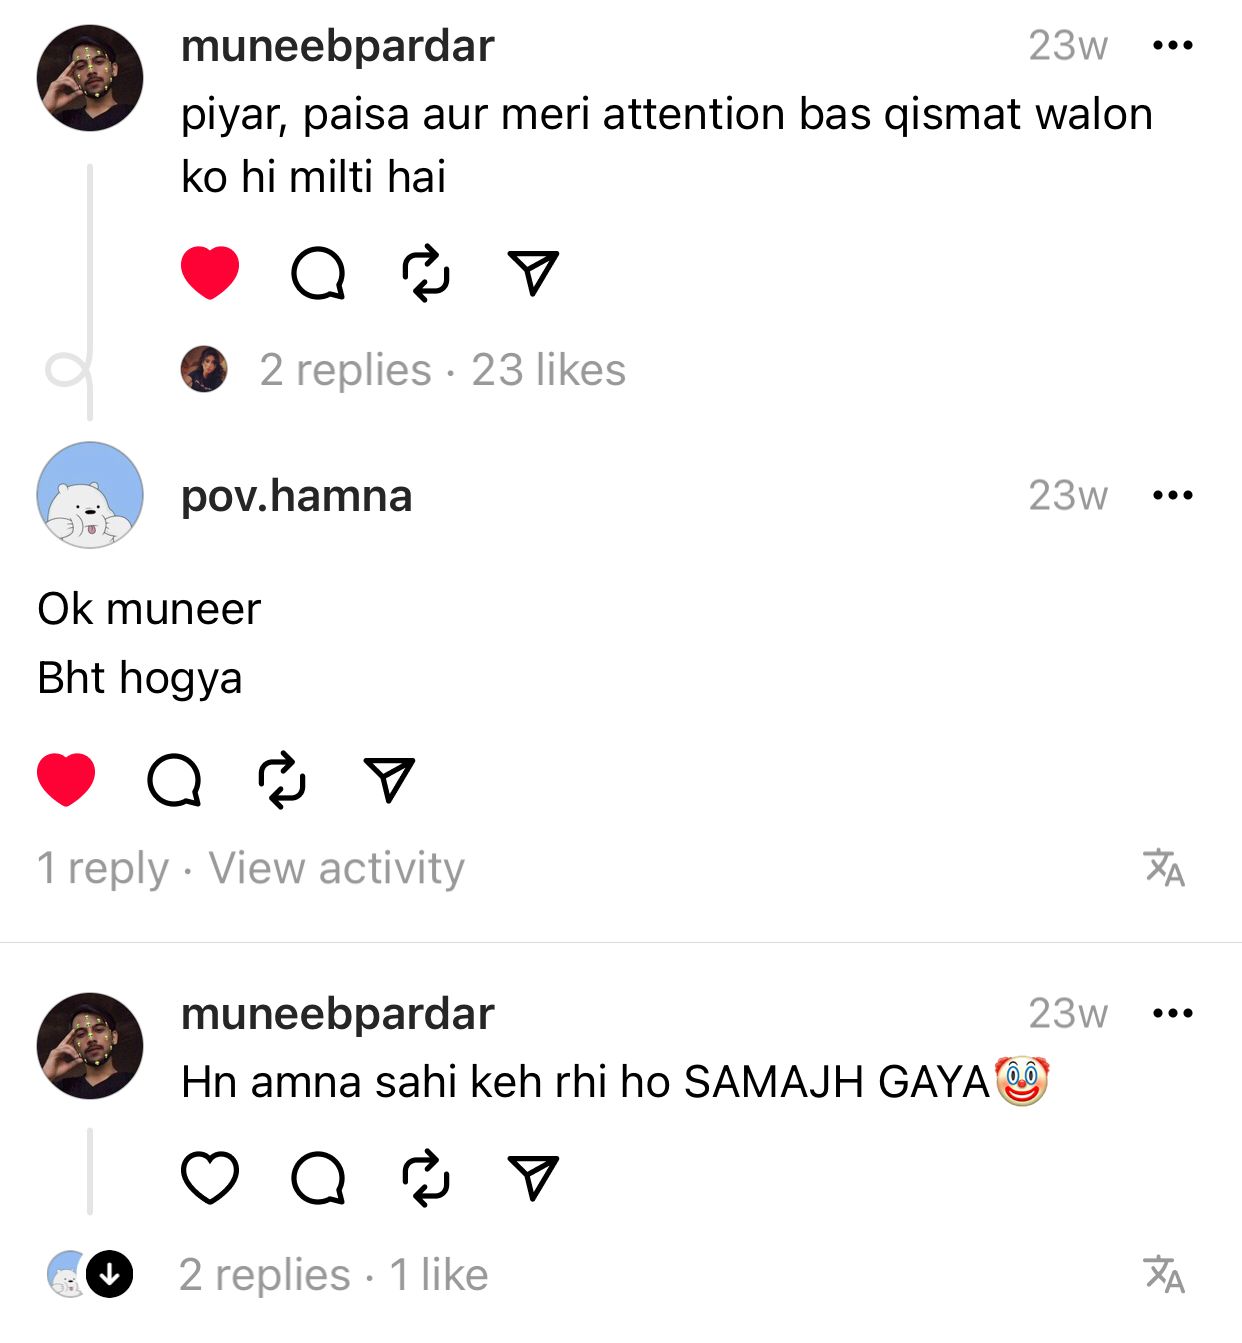 muneebpardar 23w
piyar, paisa aur meri attention bas qismat walon
ko hi milti hai
2 replies · 23 likes
pov.hamna 23w
Ok muneer
Bht hogya
1 reply · View activity
muneebpardar 23w
Hn amna sahi keh rhi ho SAMAJH GAYA🤡
2 replies · 1 like